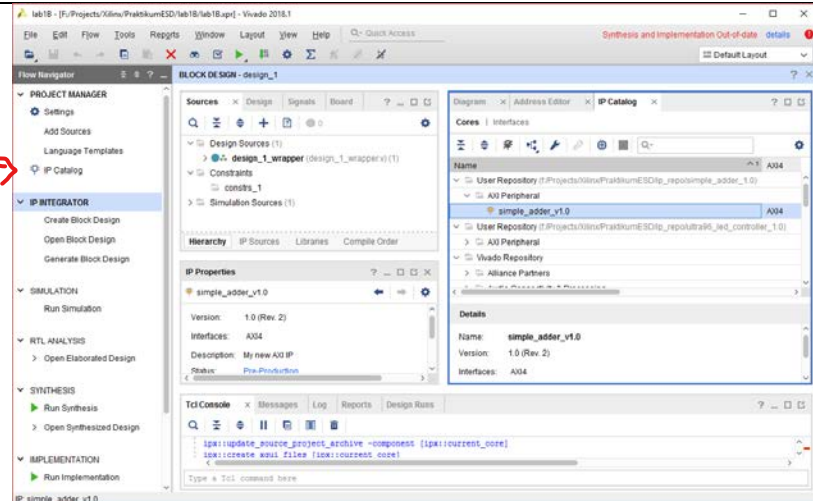 lab1B - [F:/Projects/Xilinx/PraktikumESD/lab1B/lab1B.xpr] - Vivado 2018.1
File Edit Flow Tools Reports Window Layout View Help Q- Quick Access
Synthesis and Implementation Out-of-date details
Default Layout
Flow Navigator
PROJECT MANAGER
Settings
Add Sources
Language Templates
IP Catalog
IP INTEGRATOR
Create Block Design
Open Block Design
Generate Block Design
SIMULATION
Run Simulation
RTL ANALYSIS
Open Elaborated Design
SYNTHESIS
Run Synthesis
Open Synthesized Design
IMPLEMENTATION
Run Implementation
BLOCK DESIGN - design_1
Sources Design Signals Board
Design Sources (1)
design_1_wrapper (design_1_wrapper.v) (1)
Constraints
constrs_1
Simulation Sources (1)
Hierarchy IP Sources Libraries Compile Order
IP Properties
simple_adder_v1.0
Version: 1.0 (Rev. 2)
Interfaces: AXI4
Description: My new AXI IP
Status: Pre-Production
Diagram Address Editor IP Catalog
Cores | Interfaces
Name AXI4
User Repository (f:/Projects/Xilinx/PraktikumESD/ip_repo/simple_adder_1.0)
AXI Peripheral
simple_adder_v1.0 AXI4
User Repository (f:/Projects/Xilinx/PraktikumESD/ip_repo/ultra96_led_controller_1.0)
AXI Peripheral
Vivado Repository
Alliance Partners
Details
Name: simple_adder_v1.0
Version: 1.0 (Rev. 2)
Interfaces: AXI4
Tcl Console Messages Log Reports Design Runs
ipx::update_source_project_archive -component [ipx::current_core]
ipx::create_xgui_files [ipx::current_core]
Type a Tcl command here
IP: simple_adder_v1.0